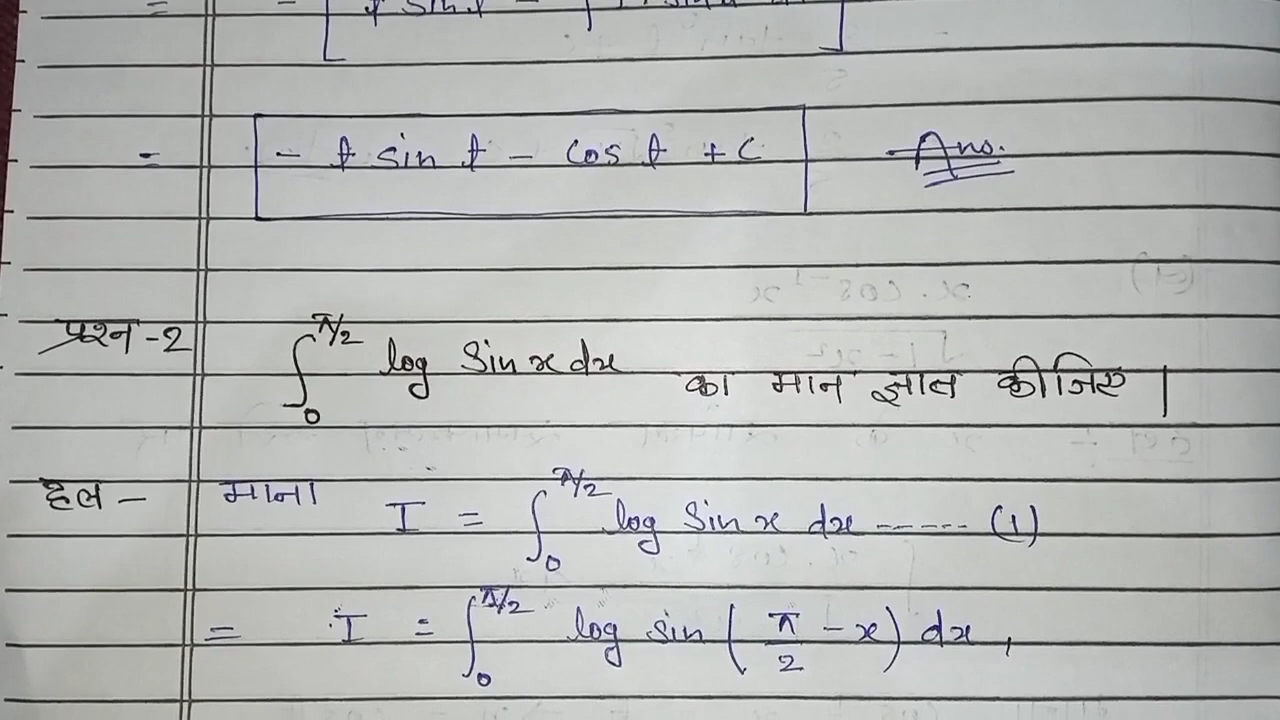 = - t sin t -
= - t sin t - cos t + c Ans.
प्रश्न-2 ∫₀^π/2 log sin x dx का मान ज्ञात कीजिए |
हल - माना I = ∫₀^π/2 log sin x dx ------ (1)
= I = ∫₀^π/2 log sin (π/2 - x) dx ,